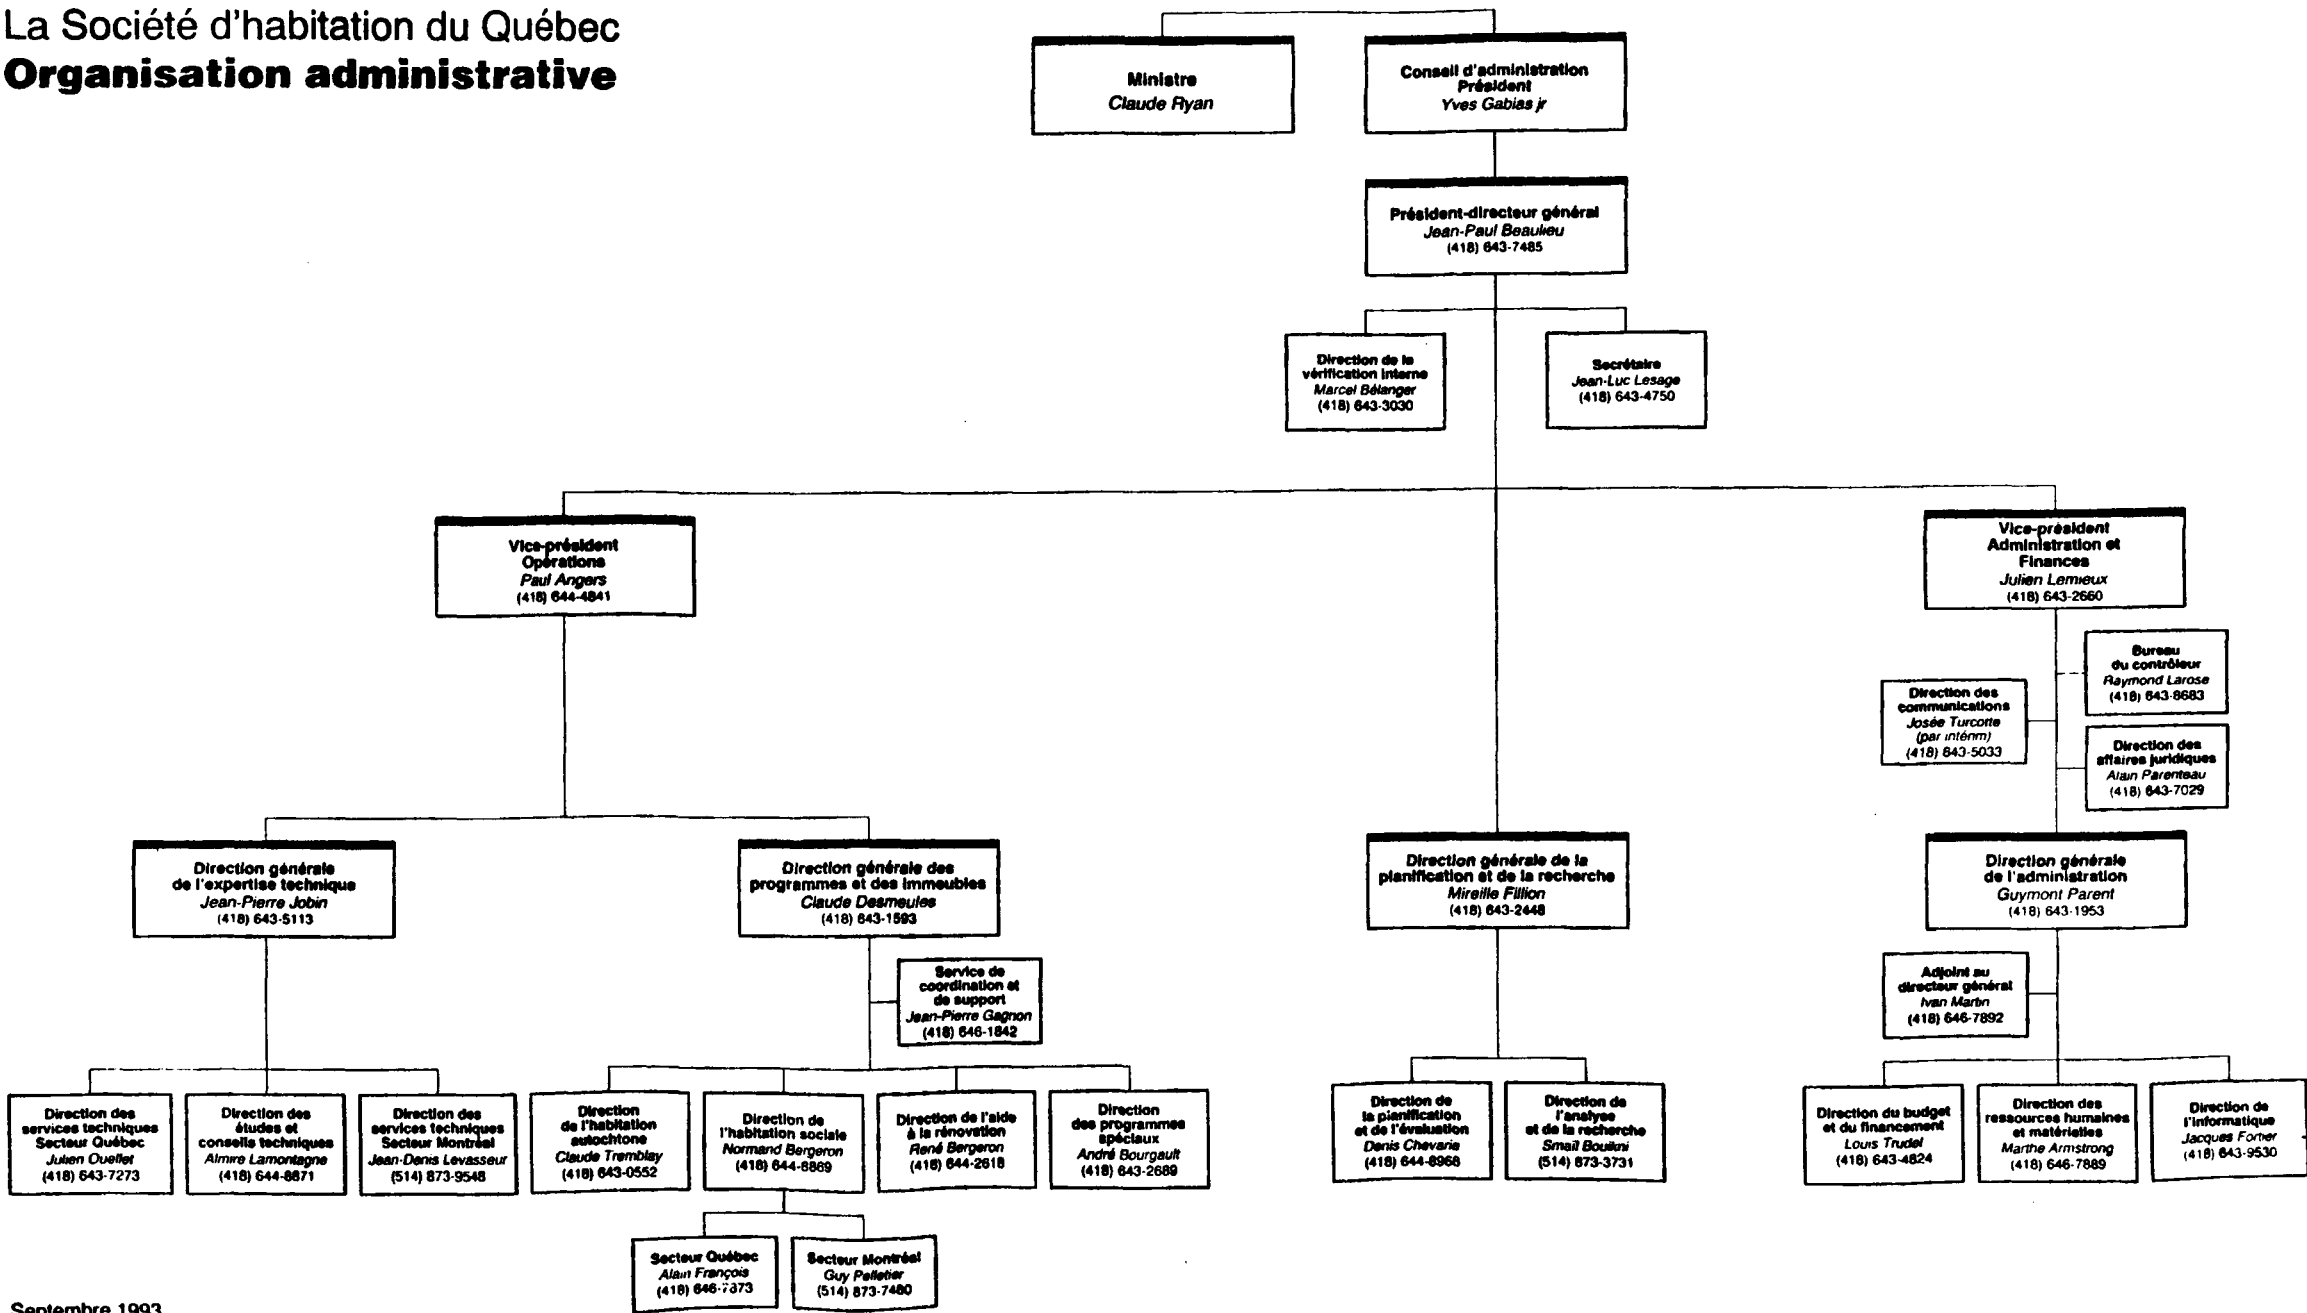 La Société d'habitation du Québec
Organisation administrative
Ministre
Claude Ryan
Conseil d'administration
Président
Yves Gabias jr
Président-directeur général
Jean-Paul Beaulieu
(418) 643-7485
Direction de la
vérification interne
Marcel Bélanger
(418) 643-3030
Secrétaire
Jean-Luc Lesage
(418) 643-4750
Vice-président
Opérations
Paul Angers
(418) 644-4841
Vice-président
Administration et
Finances
Julien Lemieux
(418) 643-2660
Bureau
du contrôleur
Raymond Larose
(418) 643-8683
Direction des
communications
Josée Turcotte
(par intérim)
(418) 643-5033
Direction des
affaires juridiques
Alain Parenteau
(418) 643-7029
Direction générale
de l'expertise technique
Jean-Pierre Jobin
(418) 643-5113
Direction générale des
programmes et des immeubles
Claude Desmeules
(418) 643-1593
Direction générale de la
planification et de la recherche
Mireille Fillion
(418) 643-2448
Direction générale
de l'administration
Guymont Parent
(418) 643-1953
Service de
coordination et
de support
Jean-Pierre Gagnon
(418) 646-1842
Adjoint au
directeur général
Ivan Martin
(418) 646-7892
Direction des
services techniques
Secteur Québec
Julien Ouellet
(418) 643-7273
Direction des
études et
conseils techniques
Almire Lamontagne
(418) 644-8871
Direction des
services techniques
Secteur Montréal
Jean-Denis Levasseur
(514) 873-9548
Direction
de l'habitation
autochtone
Claude Tremblay
(418) 643-0552
Direction de
l'habitation sociale
Normand Bergeron
(418) 644-8869
Direction de l'aide
à la rénovation
René Bergeron
(418) 644-2618
Direction
des programmes
spéciaux
André Bourgault
(418) 643-2689
Direction de
la planification
et de l'évaluation
Denis Chevarie
(418) 644-8968
Direction de
l'analyse
et de la recherche
Smaïl Bouikni
(514) 873-3731
Direction du budget
et du financement
Louis Trudel
(418) 643-4824
Direction des
ressources humaines
et matérielles
Marthe Armstrong
(418) 646-7889
Direction de
l'informatique
Jacques Fortier
(418) 643-9530
Secteur Québec
Alain François
(418) 646-7873
Secteur Montréal
Guy Pelletier
(514) 873-7480
Septembre 1993